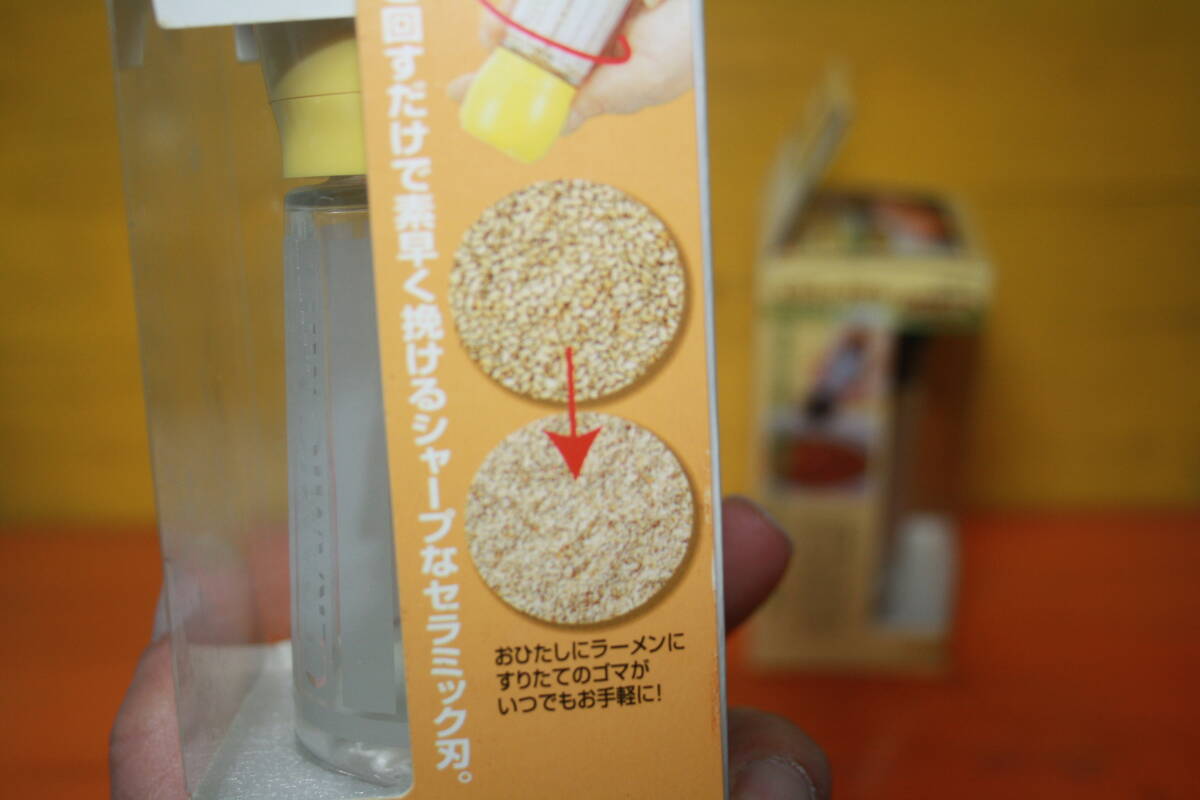 回すだけで素早く挽けるシャープなセラミック刃。
おひたしにラーメンに
すりたてのゴマが
いつでもお手軽に!